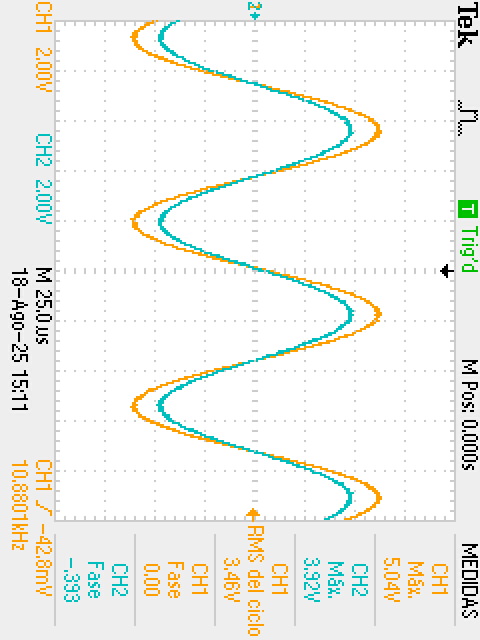 Tek
T Trig'd
M Pos: 0.000s
MEDIDAS
CH1
Máx.
5.04V
CH2
Máx.
3.92V
CH1
RMS del ciclo
3.46V
CH1
Fase
0.00
CH2
Fase
-.393
2
CH1 2.00V
CH2 2.00V
M 25.0us
CH1
-42.8mV
18-Ago-25 15:11
10.8801kHz